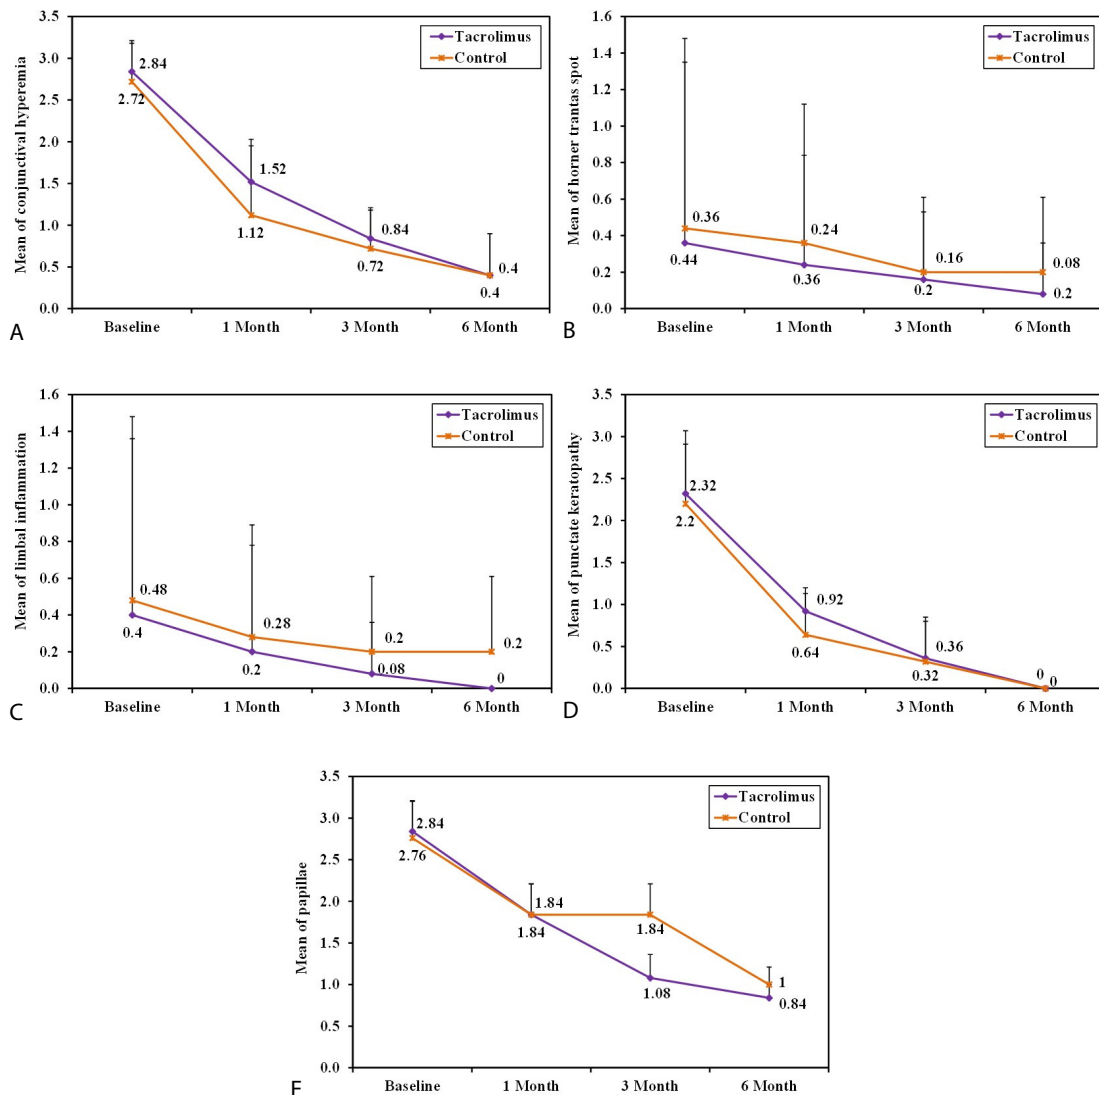 Mean of conjunctival hyperemia
3.5
3.0
2.5
2.0
1.5
1.0
0.5
0.0
Tacrolimus
Control
2.84
2.72
1.52
1.12
0.84
0.72
0.4
0.4
Baseline
1 Month
3 Month
6 Month
A
Mean of horner trantas spot
1.6
1.4
1.2
1.0
0.8
0.6
0.4
0.2
0.0
Tacrolimus
Control
0.36
0.44
0.24
0.36
0.16
0.2
0.08
0.2
Baseline
1 Month
3 Month
6 Month
B
Mean of limbal inflammation
1.6
1.4
1.2
1.0
0.8
0.6
0.4
0.2
0.0
Tacrolimus
Control
0.48
0.4
0.28
0.2
0.2
0.08
0.2
0
Baseline
1 Month
3 Month
6 Month
C
Mean of punctate keratopathy
3.5
3.0
2.5
2.0
1.5
1.0
0.5
0.0
Tacrolimus
Control
2.32
2.2
0.92
0.64
0.36
0.32
0
0
Baseline
1 Month
3 Month
6 Month
D
Mean of papillae
3.5
3.0
2.5
2.0
1.5
1.0
0.5
0.0
Tacrolimus
Control
2.84
2.76
1.84
1.84
1.84
1.08
1
0.84
Baseline
1 Month
3 Month
6 Month